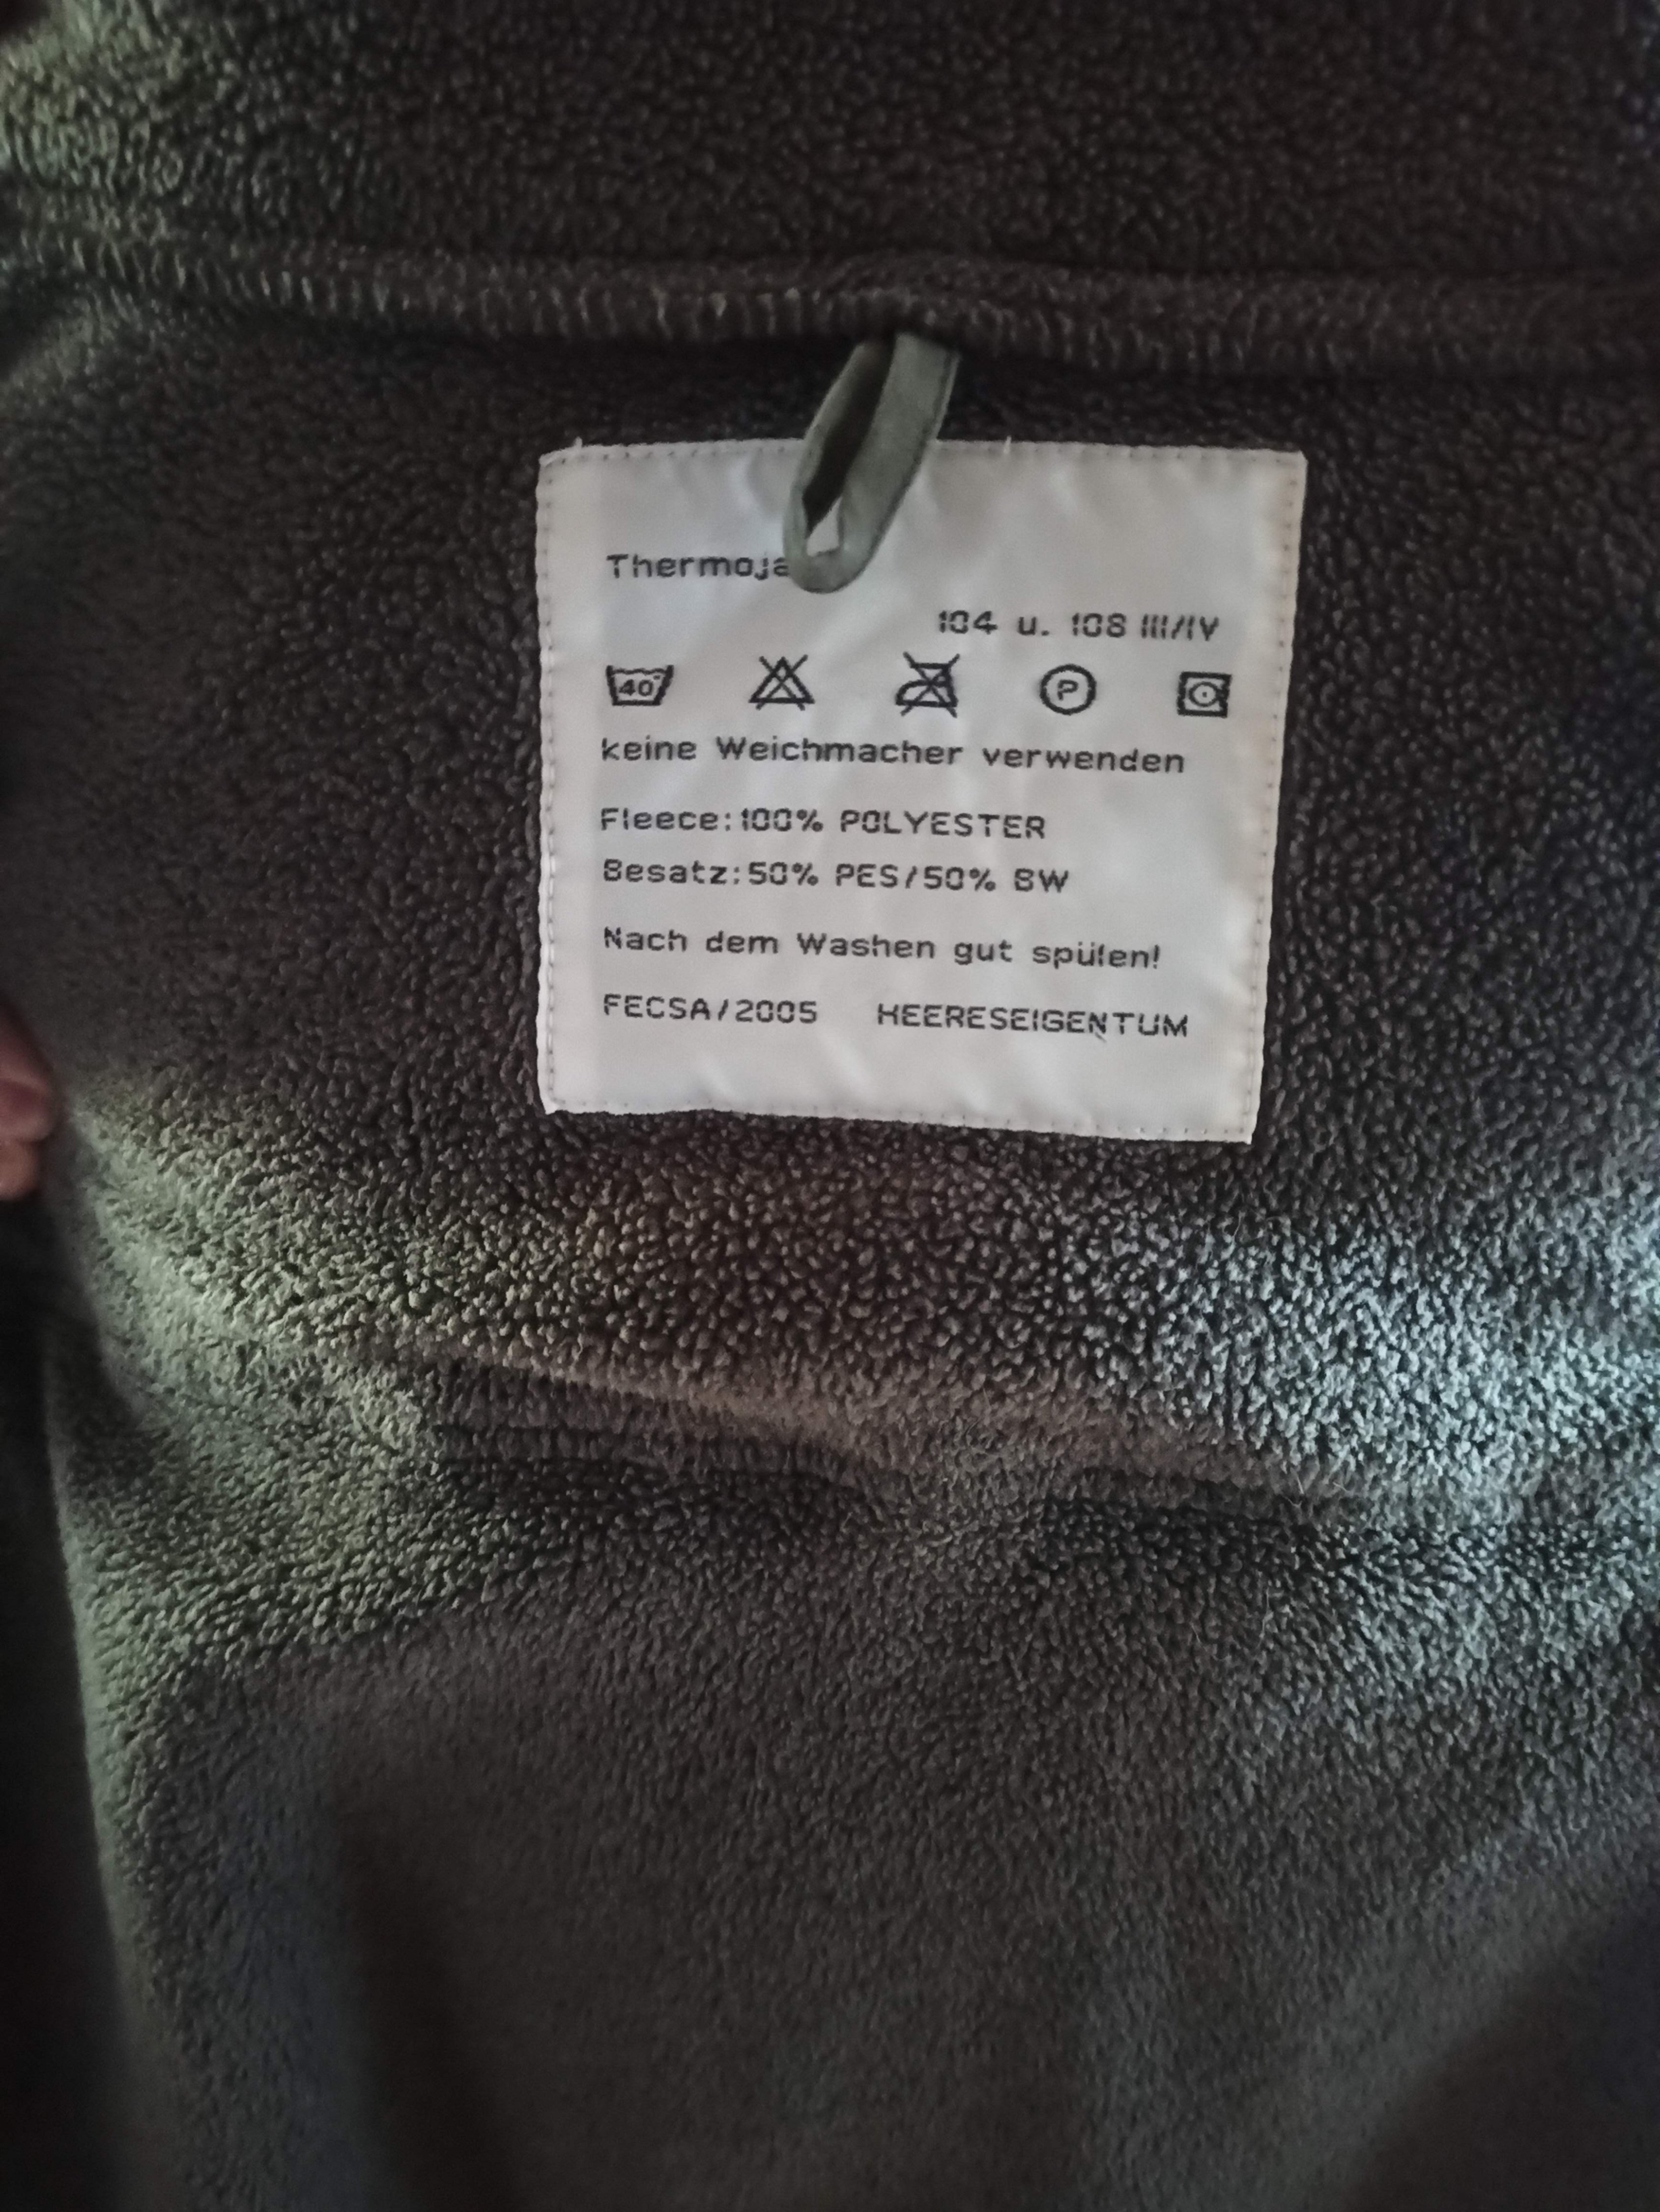 Thermoja
104 u. 108 III/IV
40° P
keine Weichmacher verwenden
Fleece:100% POLYESTER
Besatz:50% PES/50% BW
Nach dem Washen gut spülen!
FECSA/2005 HEERESEIGENTUM